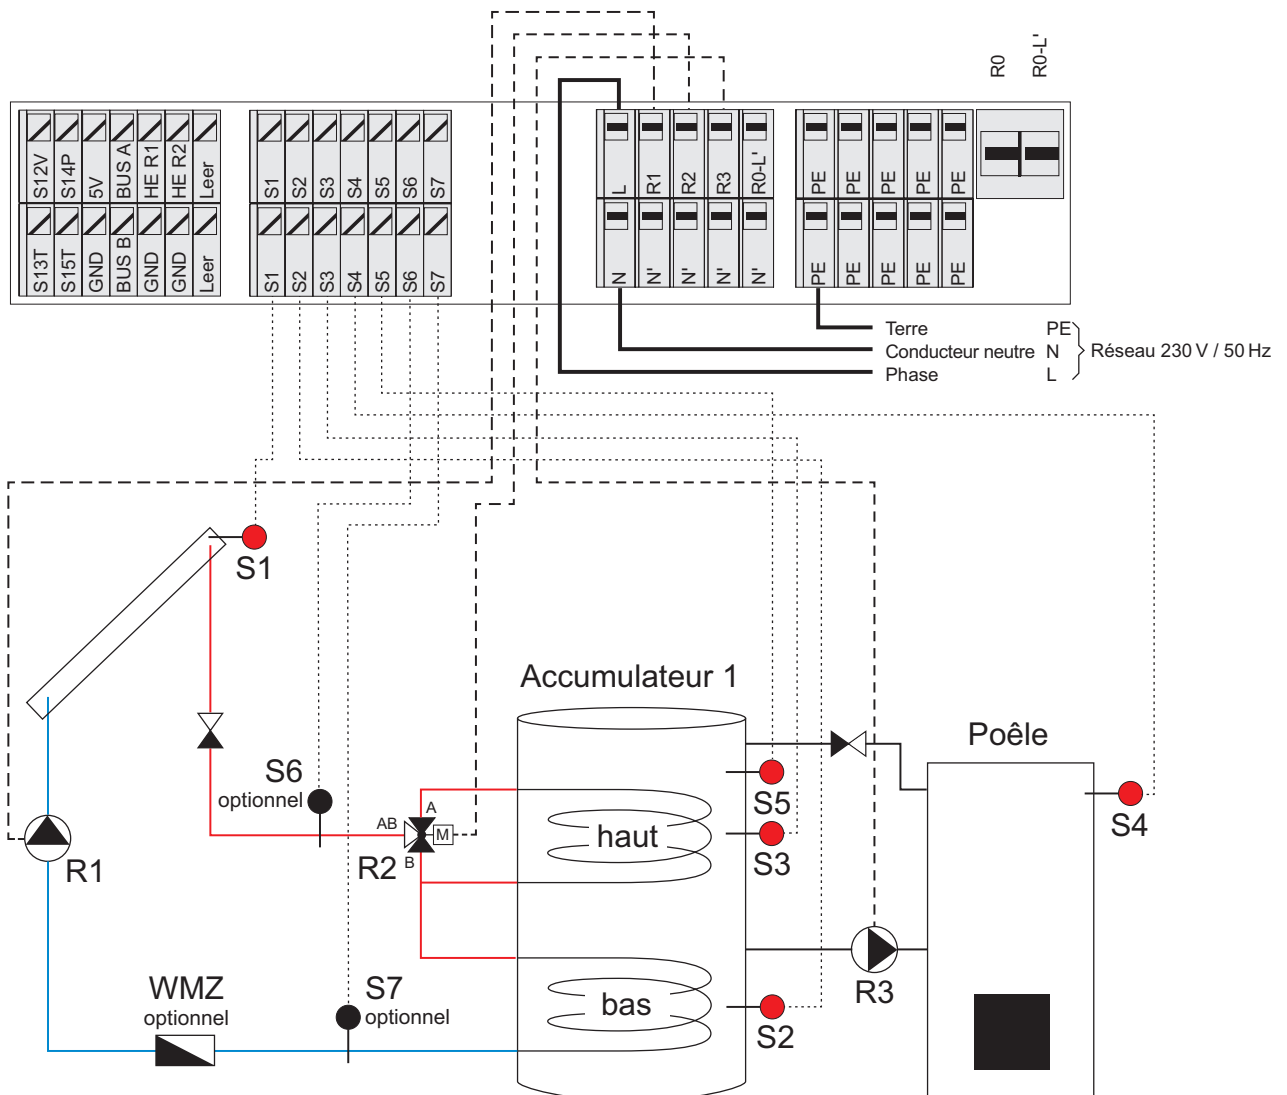 R0
R0-L'
S12V
S14P
5V
BUS A
HE R1
HE R2
Leer
S1
S2
S3
S4
S5
S6
S7
L
R1
R2
R3
R0-L'
PE
PE
PE
PE
PE
S13T
S15T
GND
BUS B
GND
GND
Leer
S1
S2
S3
S4
S5
S6
S7
N
N'
N'
N'
N'
PE
PE
PE
PE
PE
Terre PE
Conducteur neutre N
Phase L
Réseau 230 V / 50 Hz
S1
Accumulateur 1
Poêle
S6
optionnel
S5
S4
A
AB
M
B
R2
haut
S3
R1
WMZ
optionnel
S7
optionnel
bas
S2
R3